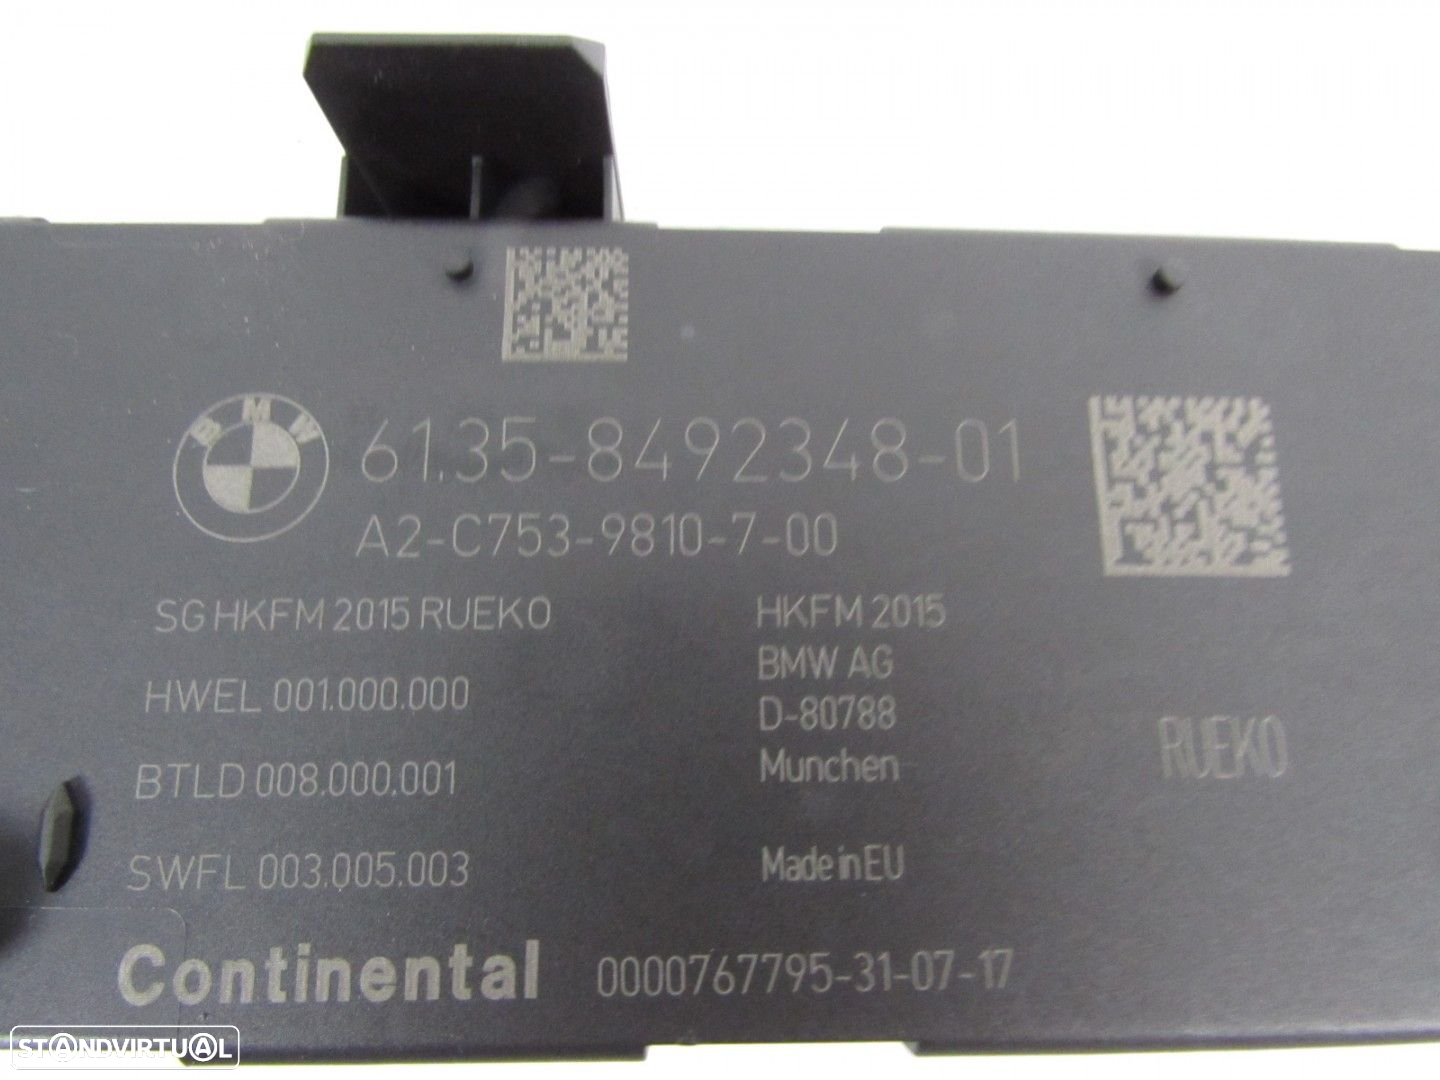 BMW
61.35-8492348-01
A2-C753-9810-7-00
SG HKFM 2015 RUEKO
HWEL 001.000.000
BTLD 008.000.001
SWFL 003.005.003
HKFM 2015
BMW AG
D-80788
Munchen
Made in EU
RUEKO
Continental 0000767795-31-07-17
STANDVIRTUAL